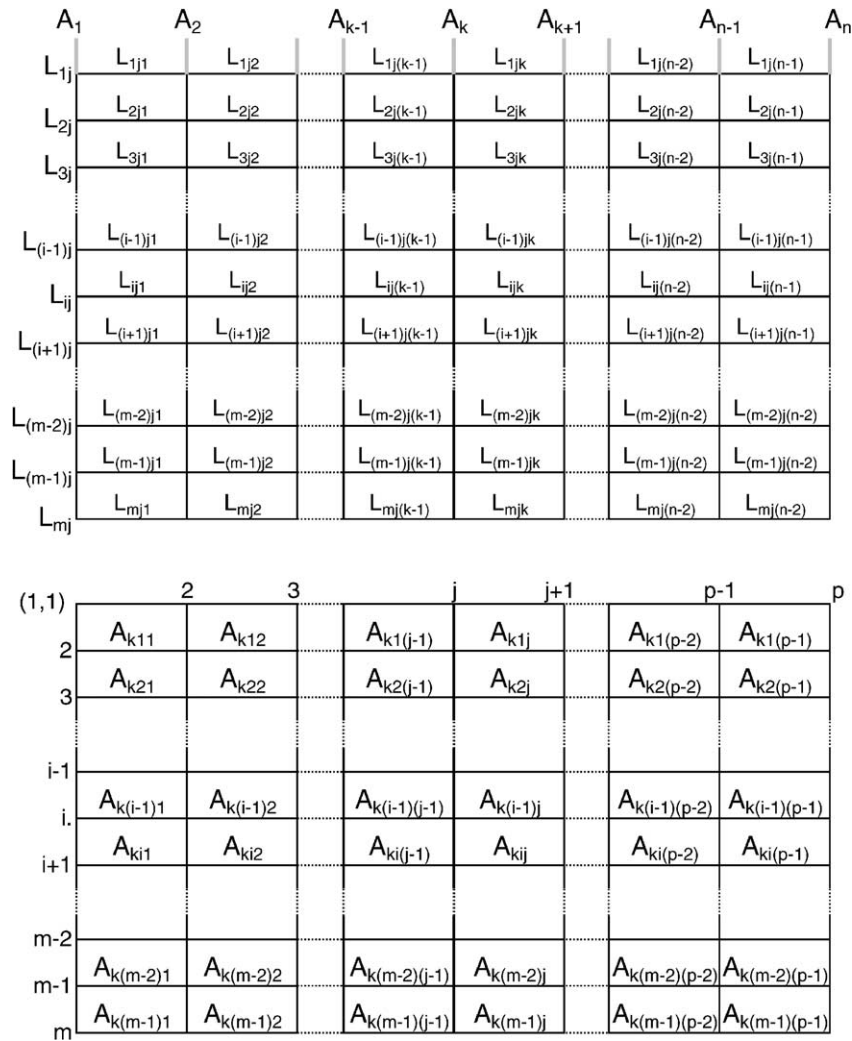 A1 A2 Ak-1 Ak Ak+1 An-1 An
L1j L1j1 L1j2 L1j(k-1) L1jk L1j(n-2) L1j(n-1)
L2j L2j1 L2j2 L2j(k-1) L2jk L2j(n-2) L2j(n-1)
L3j L3j1 L3j2 L3j(k-1) L3jk L3j(n-2) L3j(n-1)
L(i-1)j L(i-1)j1 L(i-1)j2 L(i-1)j(k-1) L(i-1)jk L(i-1)j(n-2) L(i-1)j(n-1)
Lij Lij1 Lij2 Lij(k-1) Lijk Lij(n-2) Lij(n-1)
L(i+1)j L(i+1)j1 L(i+1)j2 L(i+1)j(k-1) L(i+1)jk L(i+1)j(n-2) L(i+1)j(n-1)
L(m-2)j L(m-2)j1 L(m-2)j2 L(m-2)j(k-1) L(m-2)jk L(m-2)j(n-2) L(m-2)j(n-2)
L(m-1)j L(m-1)j1 L(m-1)j2 L(m-1)j(k-1) L(m-1)jk L(m-1)j(n-2) L(m-1)j(n-2)
Lmj Lmj1 Lmj2 Lmj(k-1) Lmjk Lmj(n-2) Lmj(n-2)
(1,1) 2 3 j j+1 p-1 p
Ak11 Ak12 Ak1(j-1) Ak1j Ak1(p-2) Ak1(p-1)
2
Ak21 Ak22 Ak2(j-1) Ak2j Ak2(p-2) Ak2(p-1)
3
i-1
Ak(i-1)1 Ak(i-1)2 Ak(i-1)(j-1) Ak(i-1)j Ak(i-1)(p-2) Ak(i-1)(p-1)
i.
Aki1 Aki2 Aki(j-1) Akij Aki(p-2) Aki(p-1)
i+1
m-2
Ak(m-2)1 Ak(m-2)2 Ak(m-2)(j-1) Ak(m-2)j Ak(m-2)(p-2) Ak(m-2)(p-1)
m-1
Ak(m-1)1 Ak(m-1)2 Ak(m-1)(j-1) Ak(m-1)j Ak(m-1)(p-2) Ak(m-1)(p-1)
m